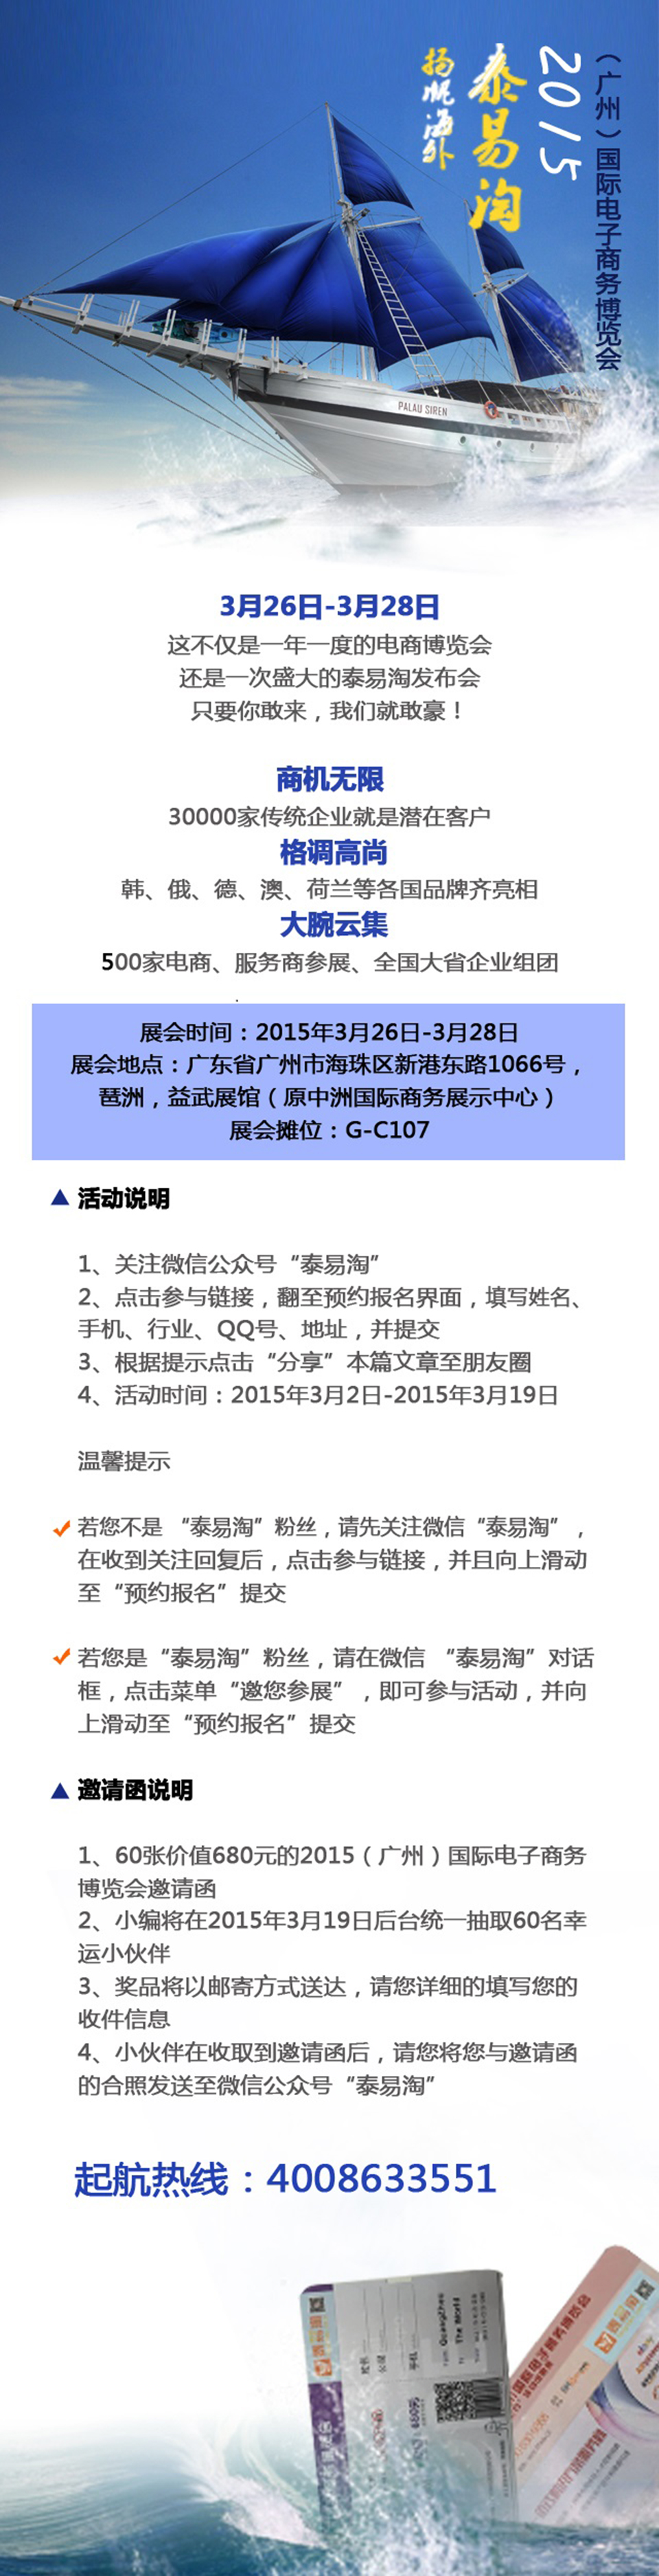 （广州）国际电子商务博览会
2015
泰易淘
扬帆海外
PALAU SIREN
3月26日-3月28日
这不仅是一年一度的电商博览会
还是一次盛大的泰易淘发布会
只要你敢来，我们就敢豪！
商机无限
30000家传统企业就是潜在客户
格调高尚
韩、俄、德、澳、荷兰等各国品牌齐亮相
大腕云集
500家电商、服务商参展、全国大省企业组团
展会时间：2015年3月26日-3月28日
展会地点：广东省广州市海珠区新港东路1066号，
琶洲，益武展馆（原中洲国际商务展示中心）
展会摊位：G-C107
活动说明
1、关注微信公众号“泰易淘”
2、点击参与链接，翻至预约报名界面，填写姓名、
手机、行业、QQ号、地址，并提交
3、根据提示点击“分享”本篇文章至朋友圈
4、活动时间：2015年3月2日-2015年3月19日
温馨提示
若您不是 “泰易淘”粉丝，请先关注微信“泰易淘”，
在收到关注回复后，点击参与链接，并且向上滑动
至“预约报名”提交
若您是“泰易淘”粉丝，请在微信 “泰易淘”对话
框，点击菜单“邀您参展”，即可参与活动，并向
上滑动至“预约报名”提交
邀请函说明
1、60张价值680元的2015（广州）国际电子商务
博览会邀请函
2、小编将在2015年3月19日后台统一抽取60名幸
运小伙伴
3、奖品将以邮寄方式送达，请您详细的填写您的
收件信息
4、小伙伴在收取到邀请函后，请您将您与邀请函
的合照发送至微信公众号“泰易淘”
起航热线：4008633551
GuangZhou
The World